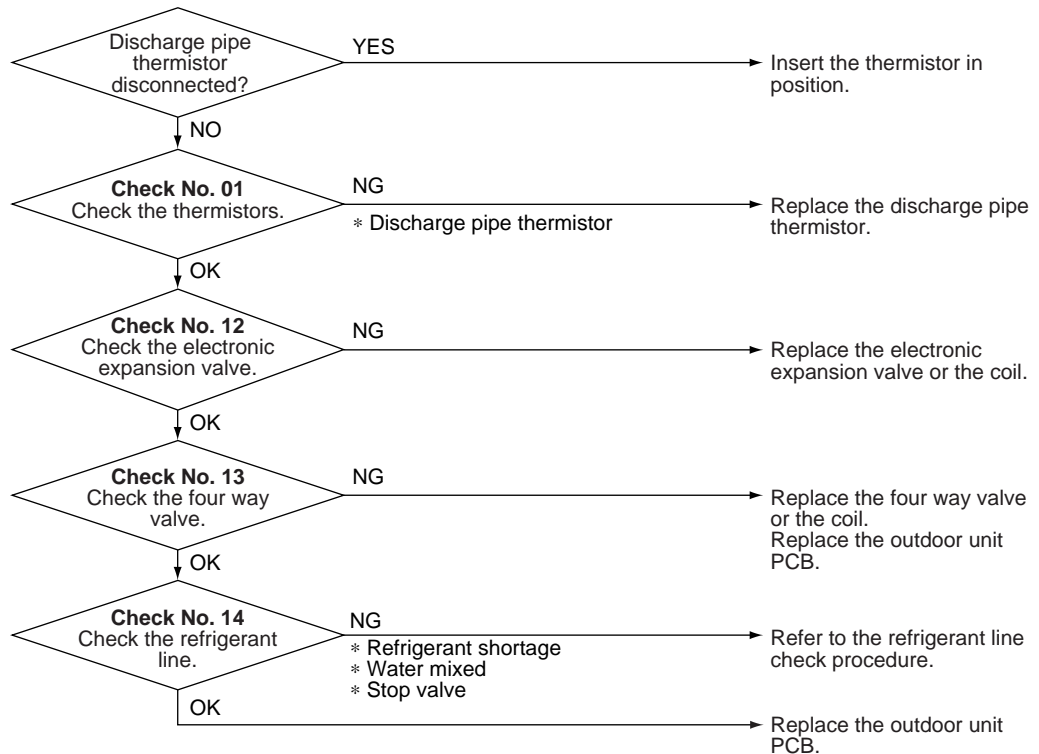 Discharge pipe
thermistor
disconnected?
YES
Insert the thermistor in
position.
NO
Check No. 01
Check the thermistors.
NG
∗ Discharge pipe thermistor
Replace the discharge pipe
thermistor.
OK
Check No. 12
Check the electronic
expansion valve.
NG
Replace the electronic
expansion valve or the coil.
OK
Check No. 13
Check the four way
valve.
NG
Replace the four way valve
or the coil.
Replace the outdoor unit
PCB.
OK
Check No. 14
Check the refrigerant
line.
NG
∗ Refrigerant shortage
∗ Water mixed
∗ Stop valve
Refer to the refrigerant line
check procedure.
OK
Replace the outdoor unit
PCB.